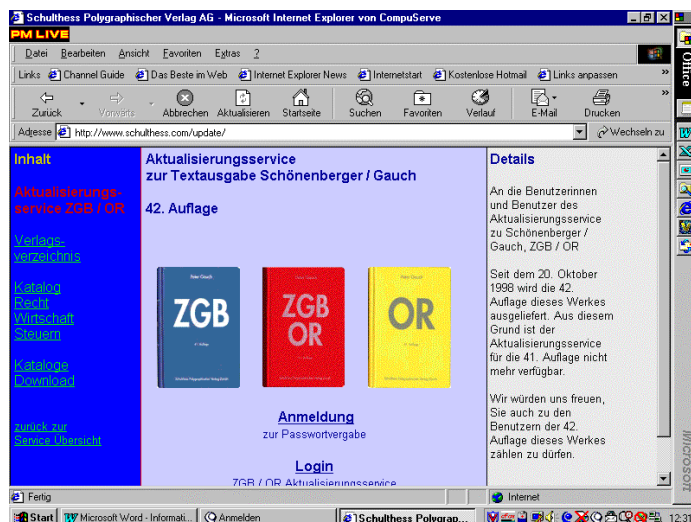 Schulthess Polygraphischer Verlag AG - Microsoft Internet Explorer von CompuServe
PM LIVE
Datei Bearbeiten Ansicht Favoriten Extras ?
Links Channel Guide Das Beste im Web Internet Explorer News Internetstart Kostenlose Hotmail Links anpassen »
Zurück Vorwärts Abbrechen Aktualisieren Startseite Suchen Favoriten Verlauf E-Mail Drucken »
Adresse http://www.schulthess.com/update/ Wechseln zu
Inhalt
Aktualisierungs-
service ZGB / OR
Verlags-
verzeichnis
Katalog
Recht
Wirtschaft
Steuern
Kataloge
Download
zurück zur
Service Übersicht
Aktualisierungsservice
zur Textausgabe Schönenberger / Gauch
42. Auflage
ZGB
ZGB
OR
OR
Anmeldung
zur Passwortvergabe
Login
ZGB / OR Aktualisierungsservice
Details
An die Benutzerinnen
und Benutzer des
Aktualisierungsservice
zu Schönenberger /
Gauch, ZGB / OR
Seit dem 20. Oktober
1998 wird die 42.
Auflage dieses Werkes
ausgeliefert. Aus diesem
Grund ist der
Aktualisierungsservice
für die 41. Auflage nicht
mehr verfügbar.
Wir würden uns freuen,
Sie auch zu den
Benutzern der 42.
Auflage dieses Werkes
zählen zu dürfen.
Office
Microsoft
Fertig Internet
Start Microsoft Word - Informati... Anmelden Schulthess Polygrap...